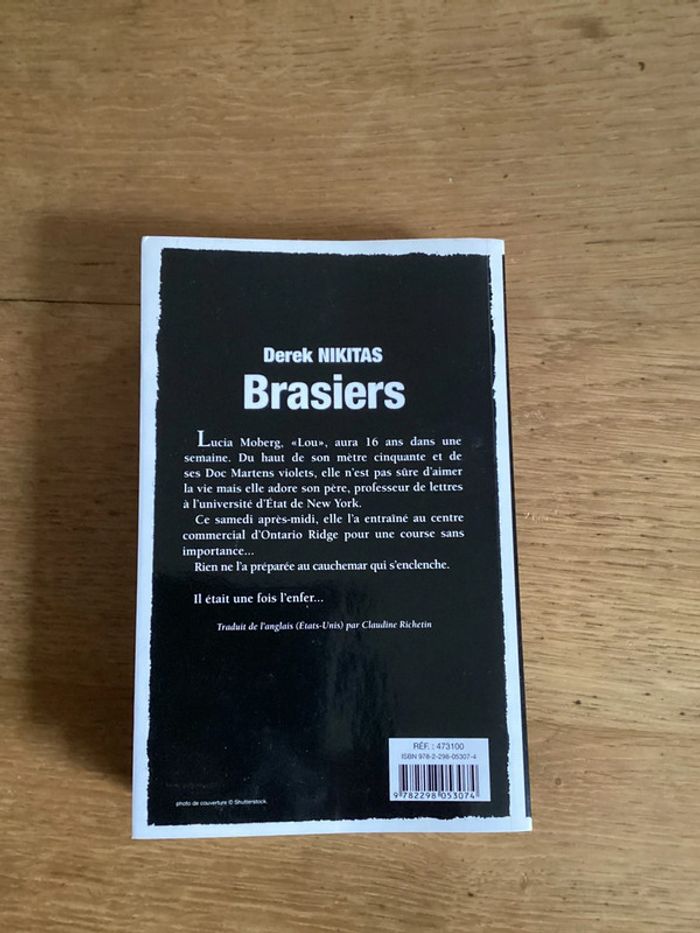 Derek NIKITAS
Brasiers
Lucia Moberg, «Lou», aura 16 ans dans une
semaine. Du haut de son mètre cinquante et de
ses Doc Martens violets, elle n'est pas sûre d'aimer
la vie mais elle adore son père, professeur de lettres
à l'université d'État de New York.
Ce samedi après-midi, elle l'a entraîné au centre
commercial d'Ontario Ridge pour une course sans
importance...
Rien ne l'a préparée au cauchemar qui s'enclenche.
Il était une fois l'enfer...
Traduit de l'anglais (États-Unis) par Claudine Richetin
RÉF. : 473100
ISBN 978-2-298-05307-4
9 782298 053074
photo de couverture © Shutterstock.